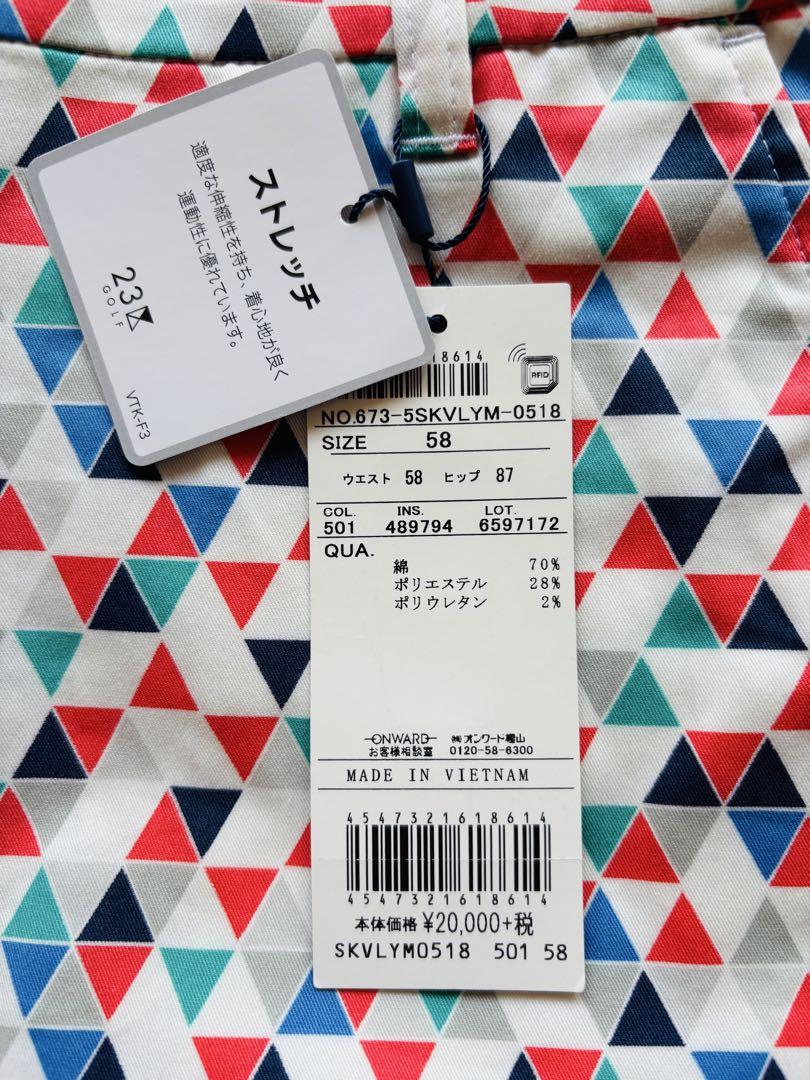 ストレッチ
適度な伸縮性を持ち、着心地が良く
運動性に優れています。
23区
GOLF
VTK-F3
18614
RFID
NO.673-5SKVLYM-0518
SIZE 58
ウエスト 58 ヒップ 87
COL. INS. LOT.
501 489794 6597172
QUA.
綿 70%
ポリエステル 28%
ポリウレタン 2%
ONWARD ㈱オンワード樫山
お客様相談室 0120-58-6300
MADE IN VIETNAM
4547321618614
4547321618614
本体価格 ¥20,000+税
SKVLYM0518 501 58